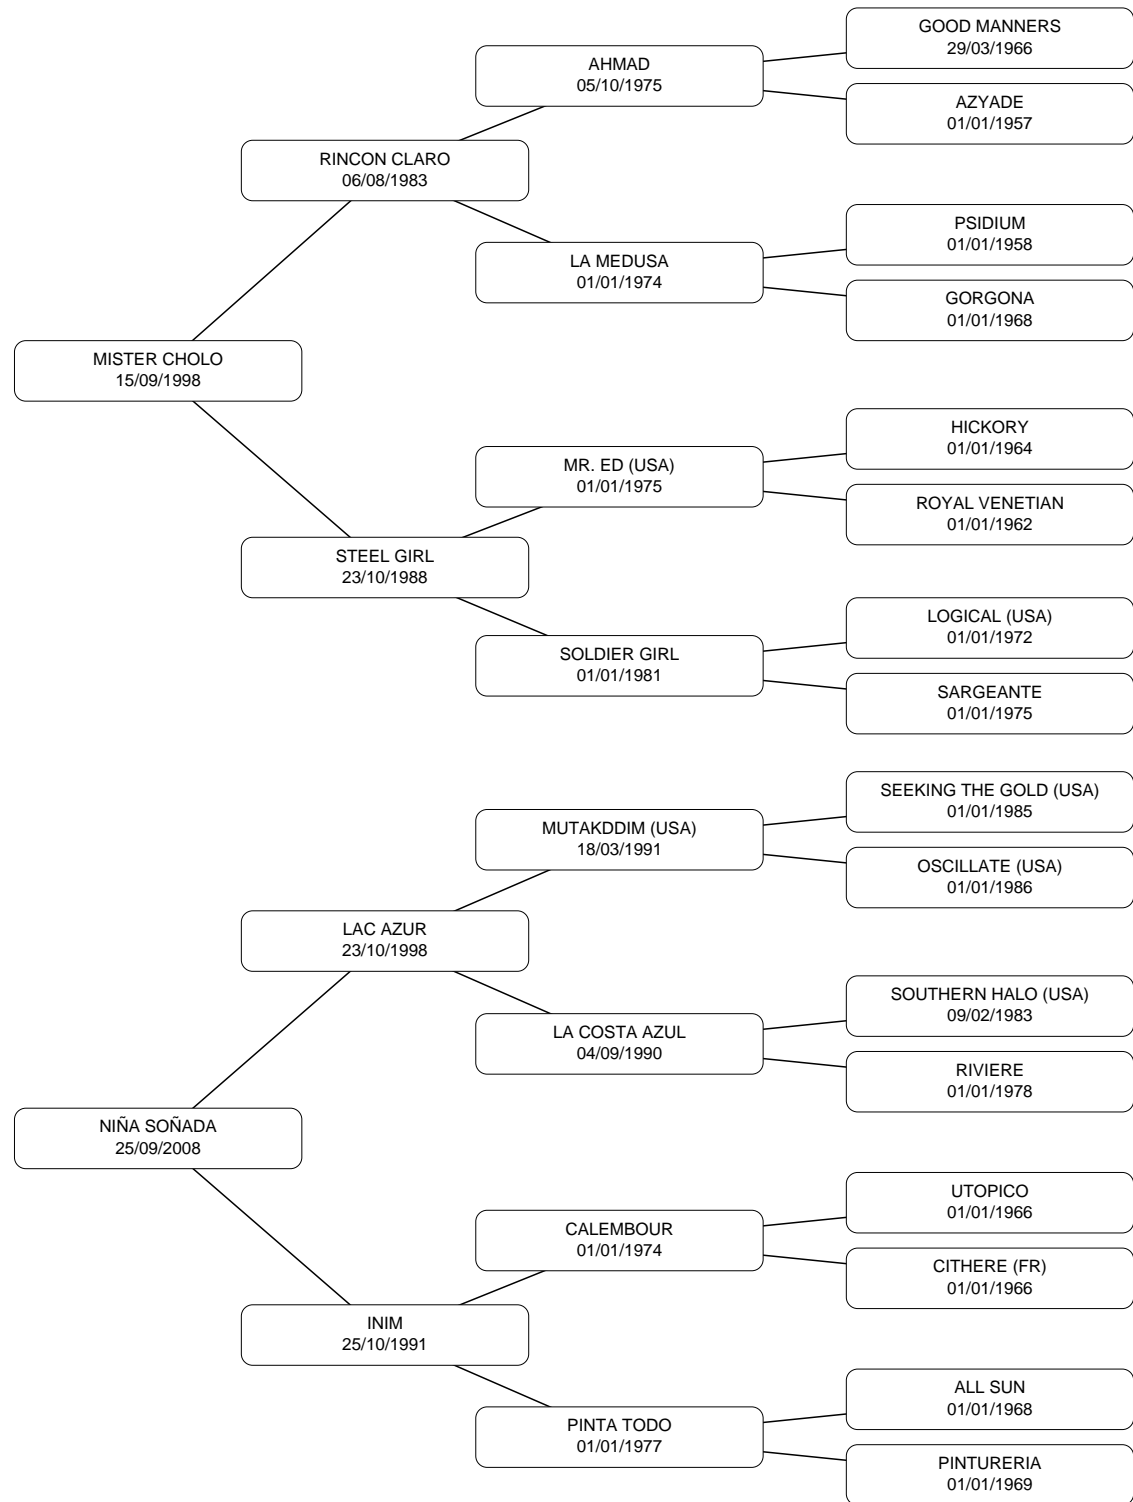 GOOD MANNERS
29/03/1966
AHMAD
05/10/1975
AZYADE
01/01/1957
RINCON CLARO
06/08/1983
PSIDIUM
01/01/1958
LA MEDUSA
01/01/1974
GORGONA
01/01/1968
MISTER CHOLO
15/09/1998
HICKORY
01/01/1964
MR. ED (USA)
01/01/1975
ROYAL VENETIAN
01/01/1962
STEEL GIRL
23/10/1988
LOGICAL (USA)
01/01/1972
SOLDIER GIRL
01/01/1981
SARGEANTE
01/01/1975
SEEKING THE GOLD (USA)
01/01/1985
MUTAKDDIM (USA)
18/03/1991
OSCILLATE (USA)
01/01/1986
LAC AZUR
23/10/1998
SOUTHERN HALO (USA)
09/02/1983
LA COSTA AZUL
04/09/1990
RIVIERE
01/01/1978
NIÑA SOÑADA
25/09/2008
UTOPICO
01/01/1966
CALEMBOUR
01/01/1974
CITHERE (FR)
01/01/1966
INIM
25/10/1991
ALL SUN
01/01/1968
PINTA TODO
01/01/1977
PINTURERIA
01/01/1969